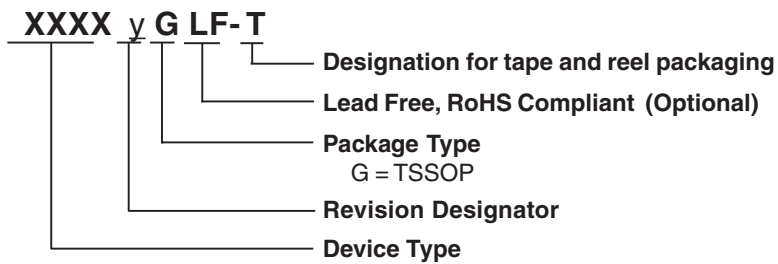 XXXX y G LF- T
Designation for tape and reel packaging
Lead Free, RoHS Compliant (Optional)
Package Type
G = TSSOP
Revision Designator
Device Type